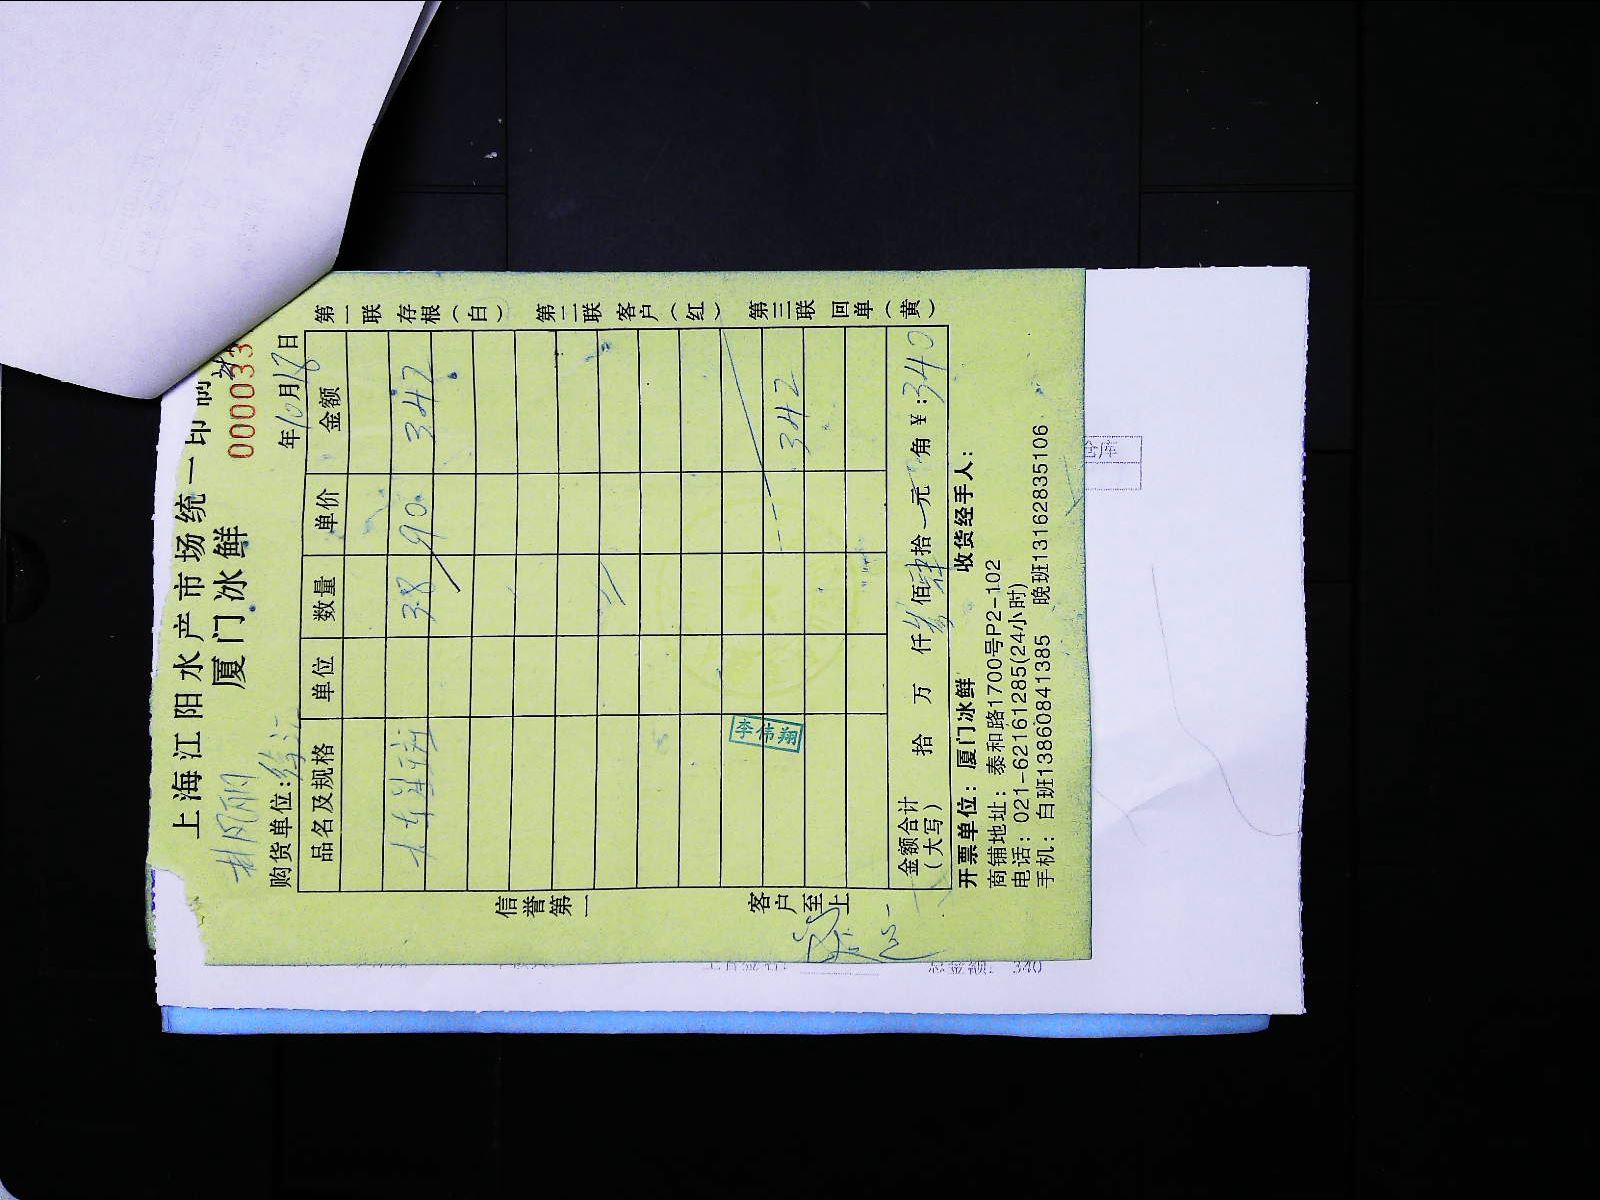 上海江阳水产市场统一印制
厦门冰鲜
000033
购货单位:
年10月18日
品名及规格 单位 数量 单价 金额
3.8 90. 342
342
李伟翔
金额合计
(大写) 拾 万 仟叁佰肆拾 元 角 ¥:340
开票单位：厦门冰鲜 收货经手人：
商铺地址：泰和路1700号P2-102
电话：021-62161285(24小时)
手机：白班13860841385 晚班13162835106
第一联 存根(白) 第二联 客户(红) 第三联 回单(黄)
信誉第一 客户至上
仓库
总金额: 340